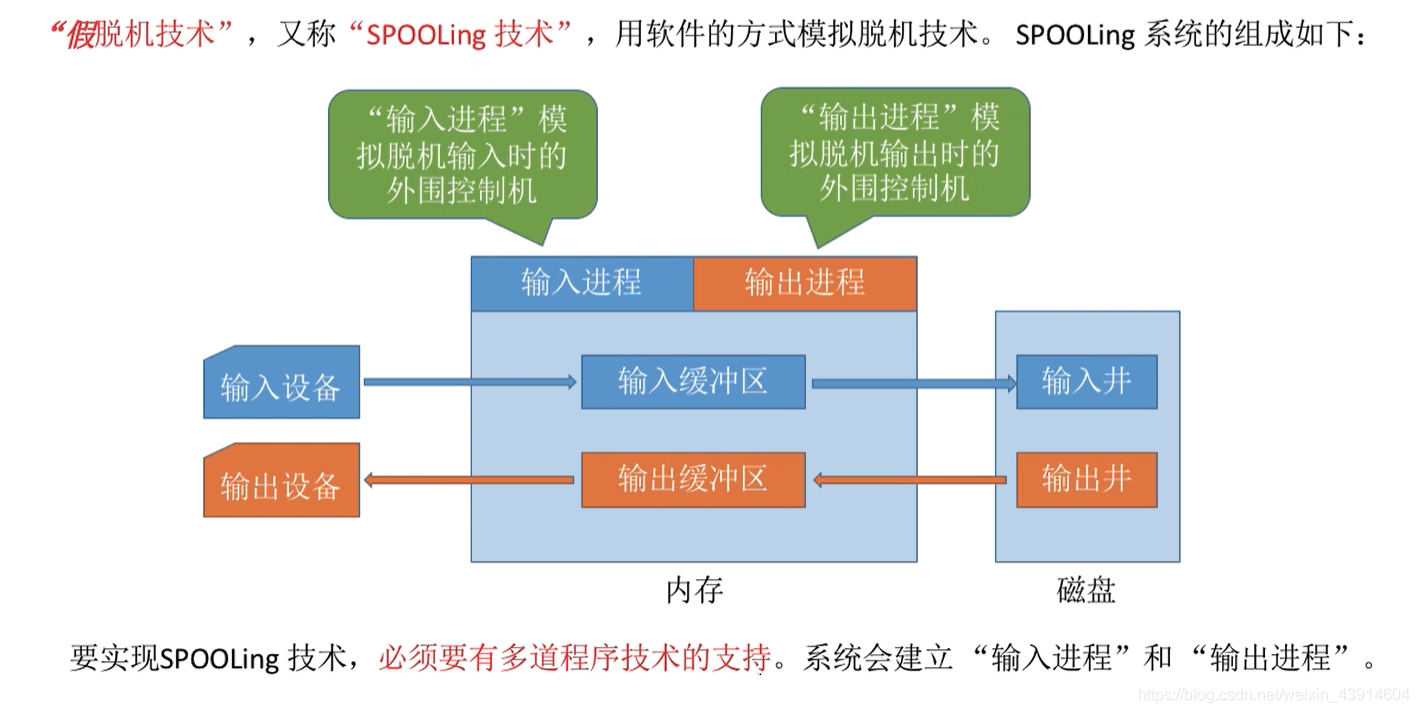 “假脱机技术”，又称“SPOOLing 技术”，用软件的方式模拟脱机技术。 SPOOLing 系统的组成如下：
“输入进程”模
拟脱机输入时的
外围控制机
“输出进程”模
拟脱机输出时的
外围控制机
输入进程
输出进程
输入设备
输入缓冲区
输入井
输出设备
输出缓冲区
输出井
内存
磁盘
要实现SPOOLing 技术，必须要有多道程序技术的支持。系统会建立 “输入进程”和 “输出进程”。
https://blog.csdn.net/weixin_43914604